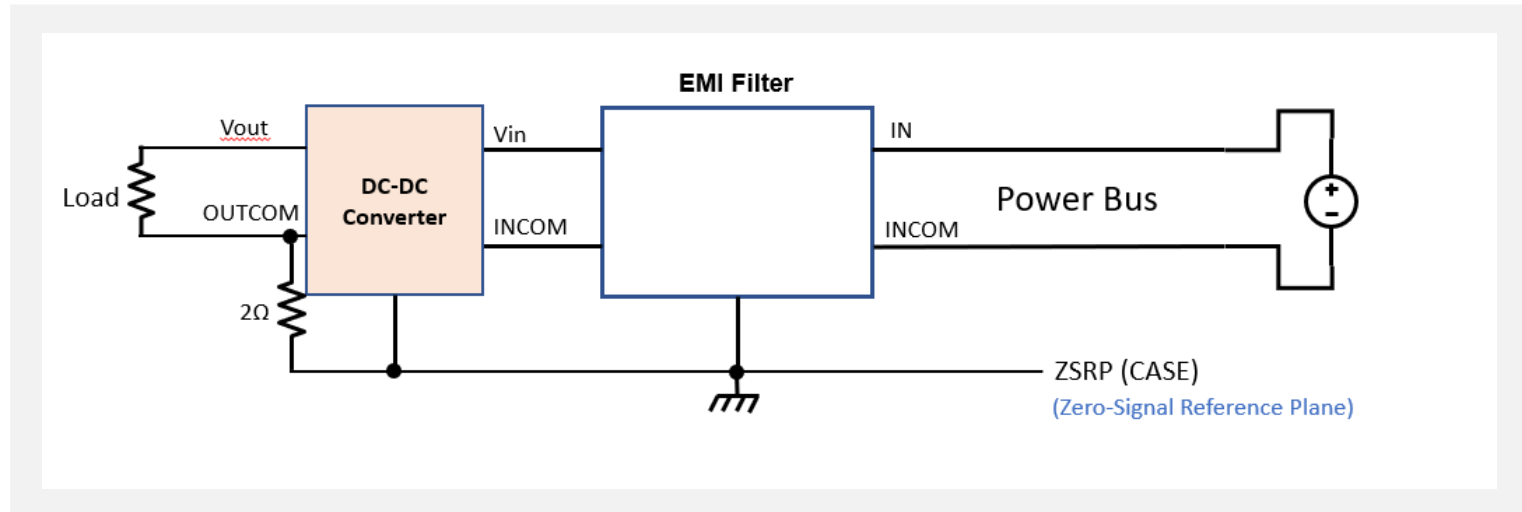 EMI Filter
Vout
Vin
IN
Load
DC-DC
Converter
Power Bus
+
−
OUTCOM
INCOM
INCOM
2Ω
ZSRP (CASE)
(Zero-Signal Reference Plane)